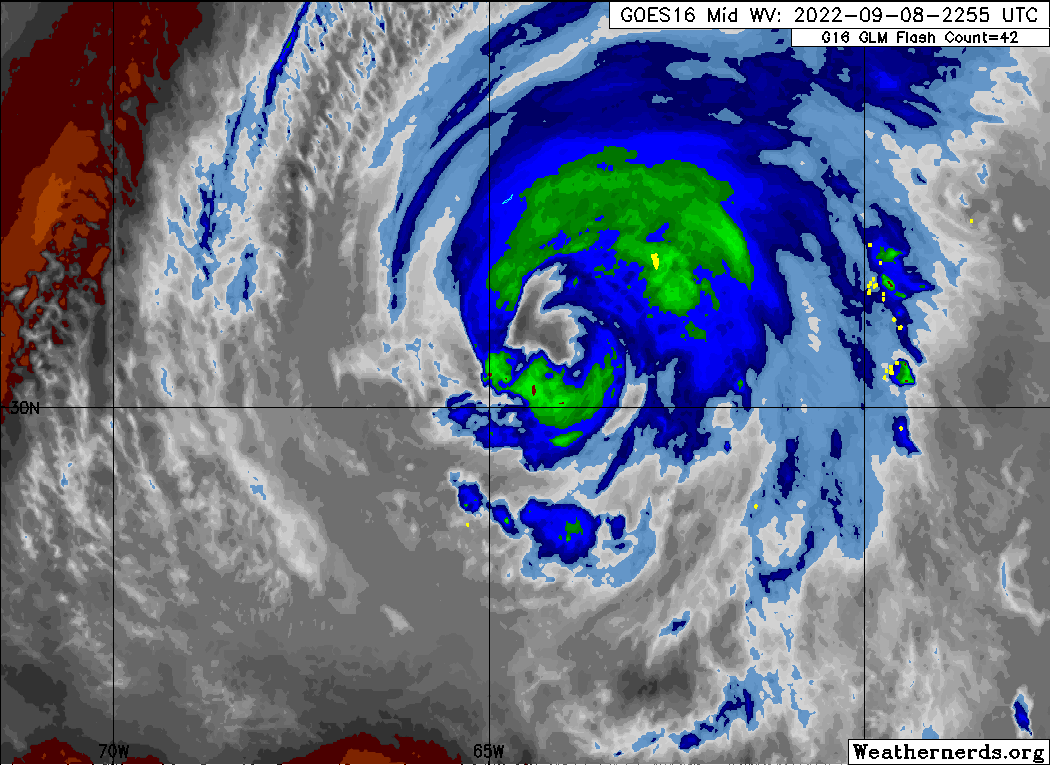 GOES16 Mid WV: 2022-09-08-2255 UTC
G16 GLM Flash Count=42
30N
70W
65W
Weathernerds.org